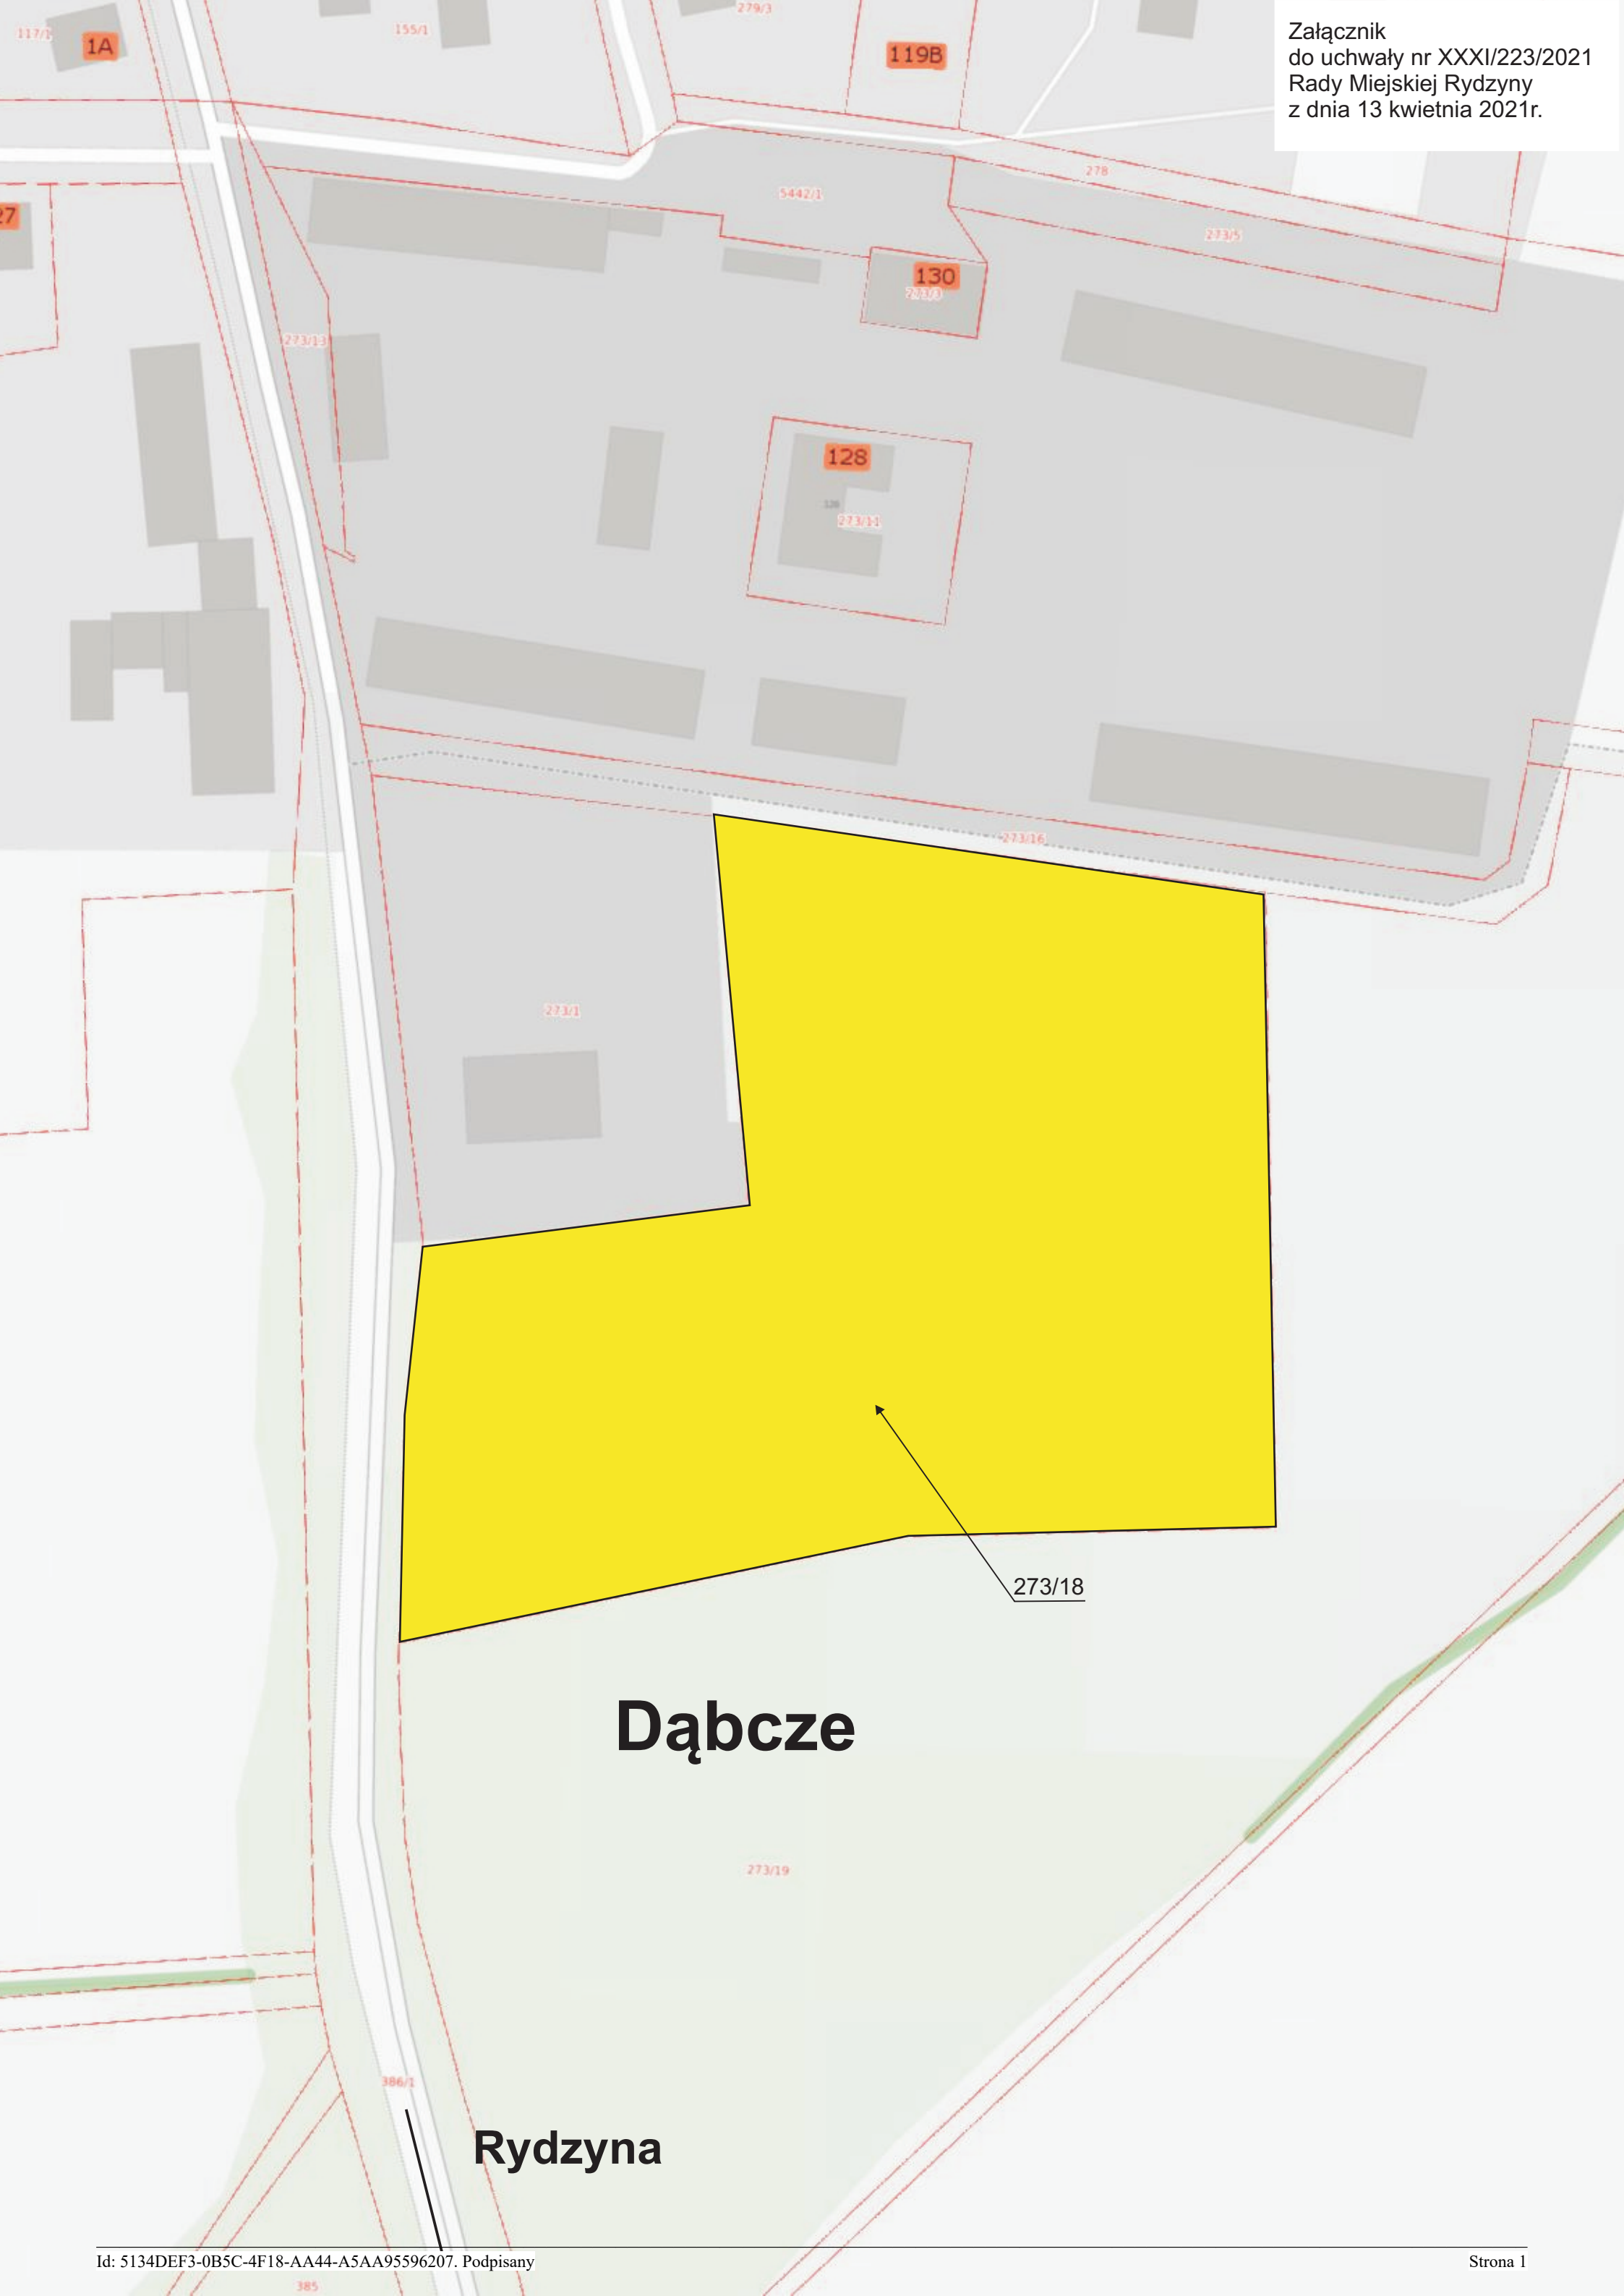 Załącznik
do uchwały nr XXXI/223/2021
Rady Miejskiej Rydzyny
z dnia 13 kwietnia 2021r.
117/1
1A
155/1
279/3
119B
278
5442/1
27
273/5
130
273/3
273/13
128
128
273/11
273/16
273/1
273/18
Dąbcze
273/19
386/1
Rydzyna
Id: 5134DEF3-0B5C-4F18-AA44-A5AA95596207. Podpisany
Strona 1
385